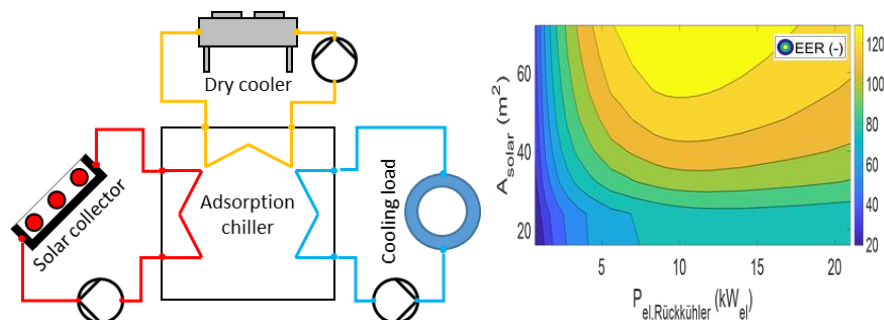 Dry cooler
Solar collector
Adsorption
chiller
Cooling load
EER (-)
A_solar (m²)
60
40
20
5
10
15
20
P_el.Rückkühler (kW_el)
120
100
80
60
40
20